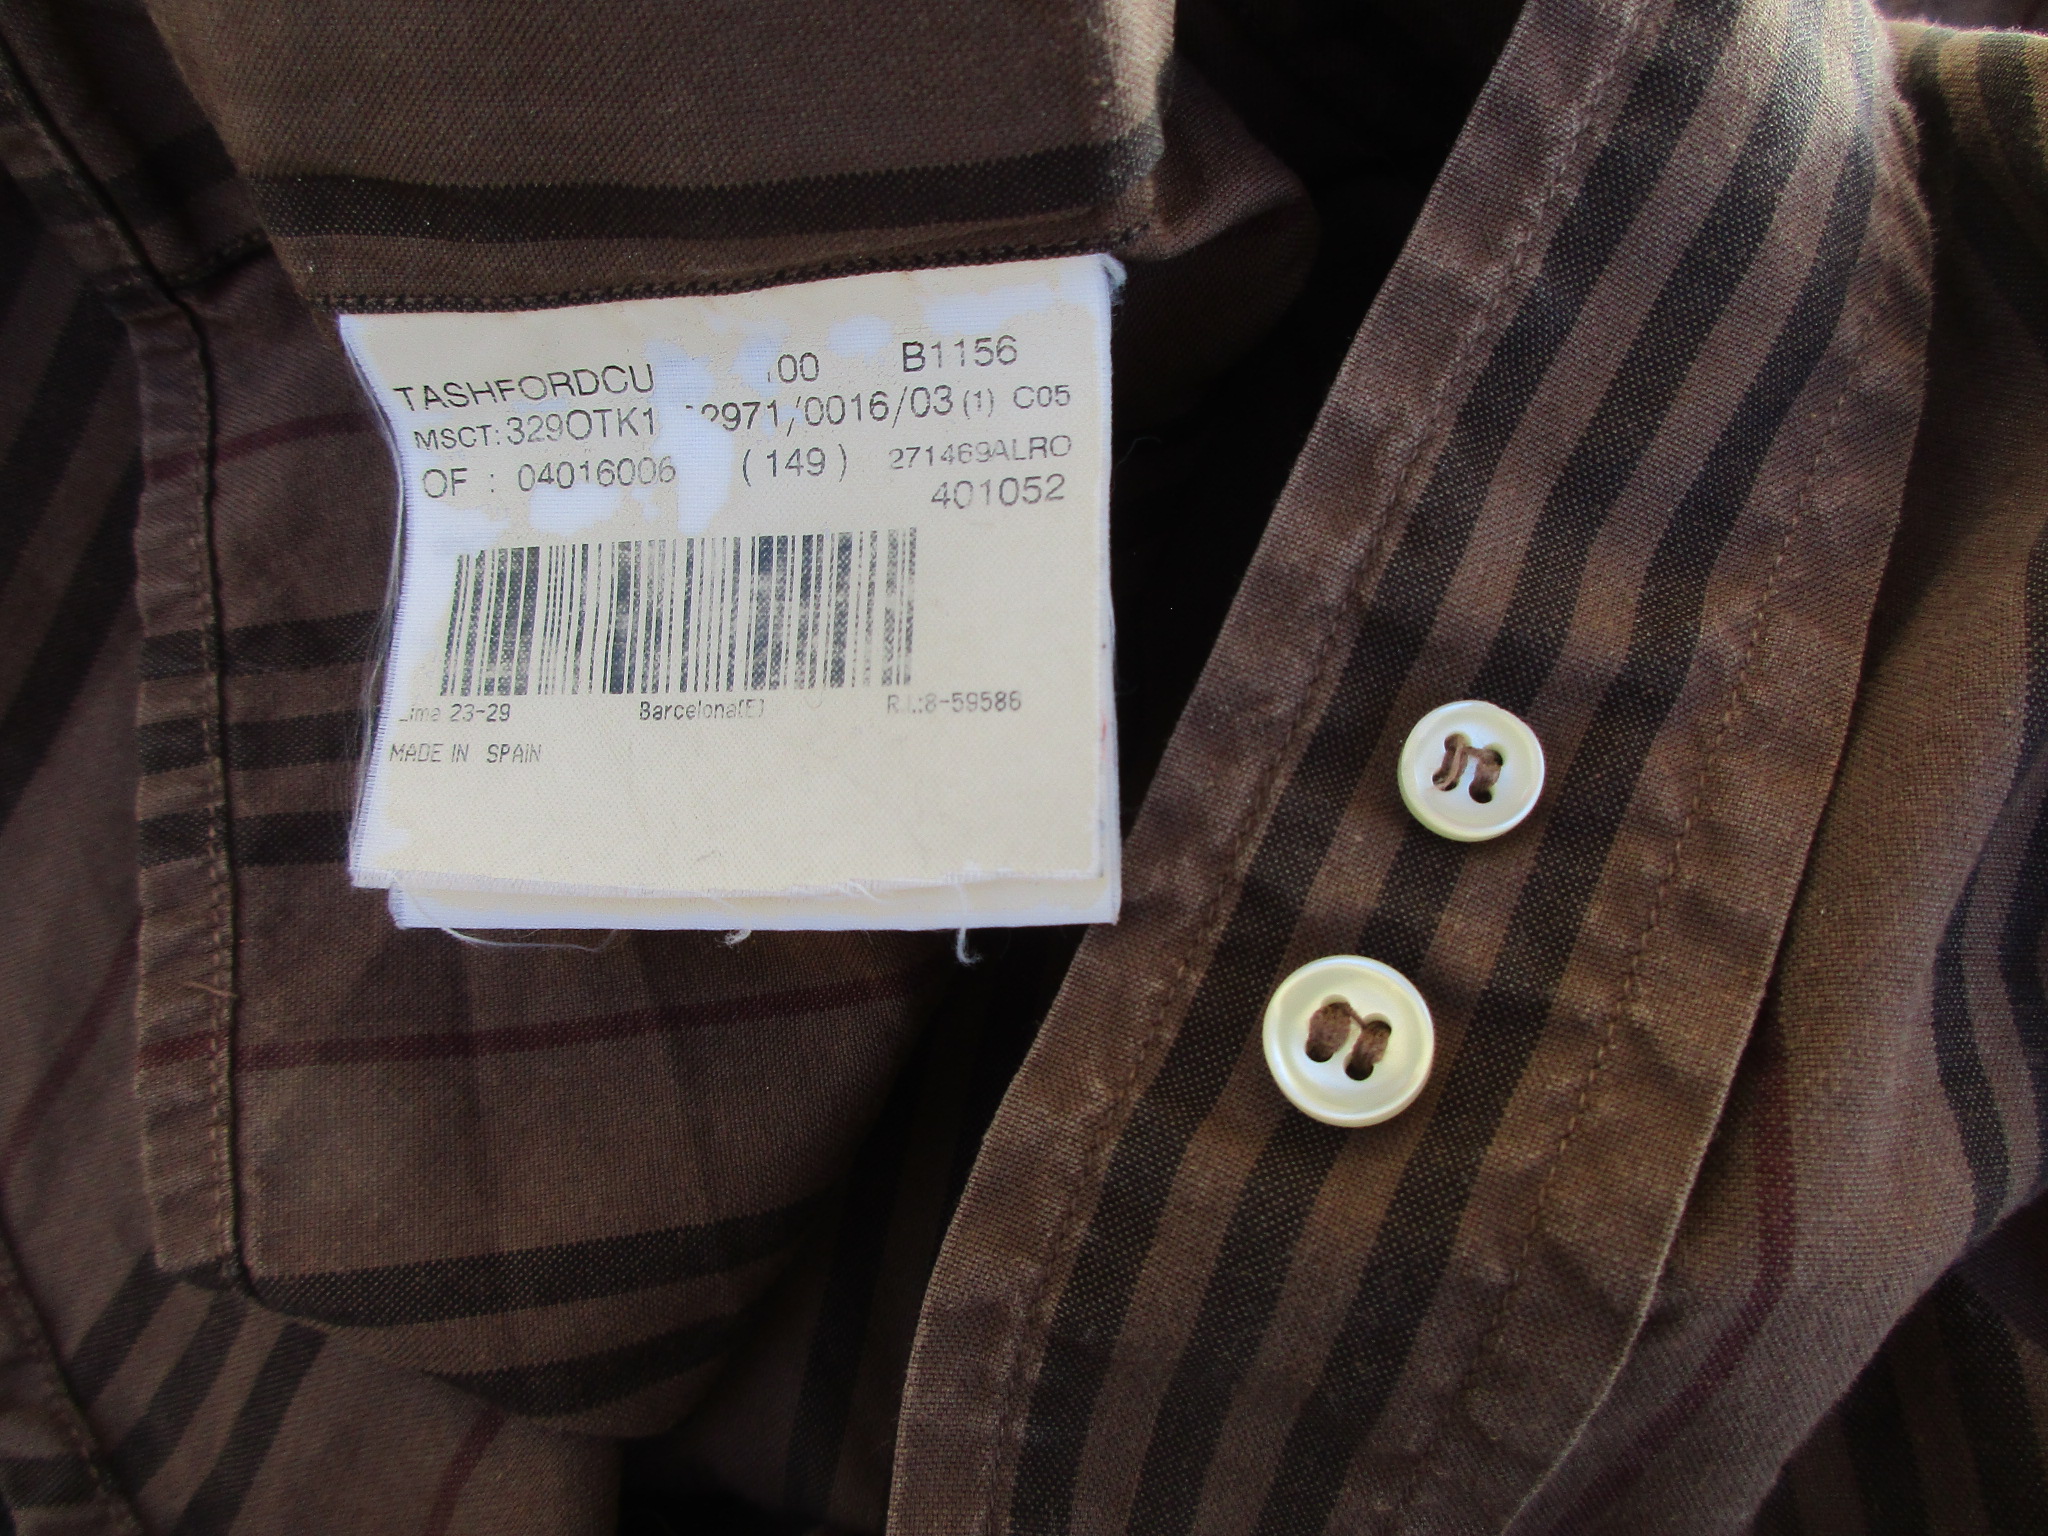 TASHFORDCU 00 B1156
MSCT:329OTK1 2971/0016/03(1) C05
OF : 04016006 (149) 271469ALRO
401052
Lima 23-29 Barcelona(E) R.I.:8-59586
MADE IN SPAIN